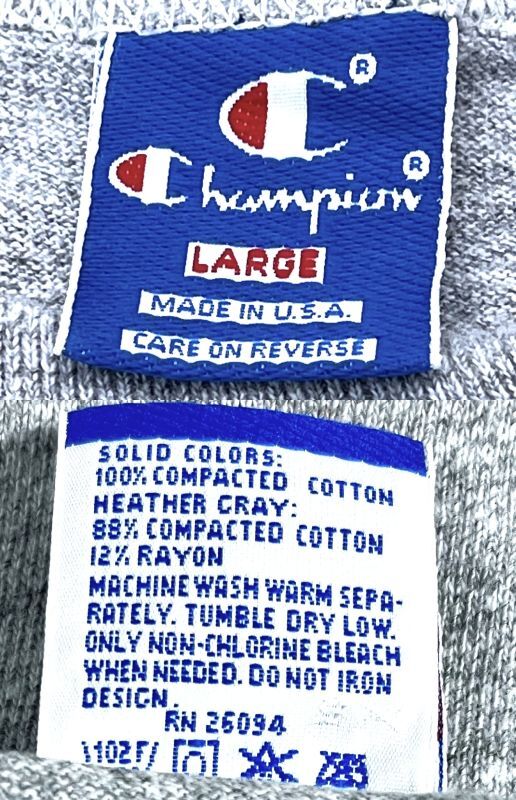 ®
Champion®
LARGE
MADE IN U.S.A.
CARE ON REVERSE
SOLID COLORS:
100% COMPACTED COTTON
HEATHER GRAY:
88% COMPACTED COTTON
12% RAYON
MACHINE WASH WARM SEPA-
RATELY. TUMBLE DRY LOW.
ONLY NON-CHLORINE BLEACH
WHEN NEEDED. DO NOT IRON
DESIGN.
RN 26094